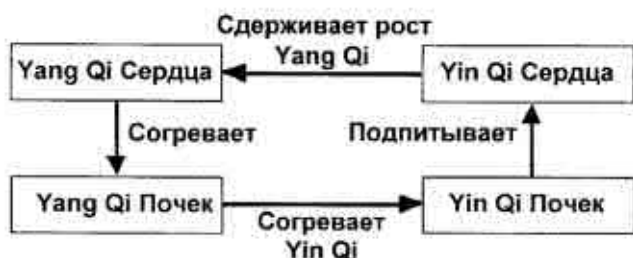 Сдерживает рост
Yang Qi
Yang Qi Сердца
Yin Qi Сердца
Согревает
Подпитывает
Yang Qi Почек
Yin Qi Почек
Согревает
Yin Qi